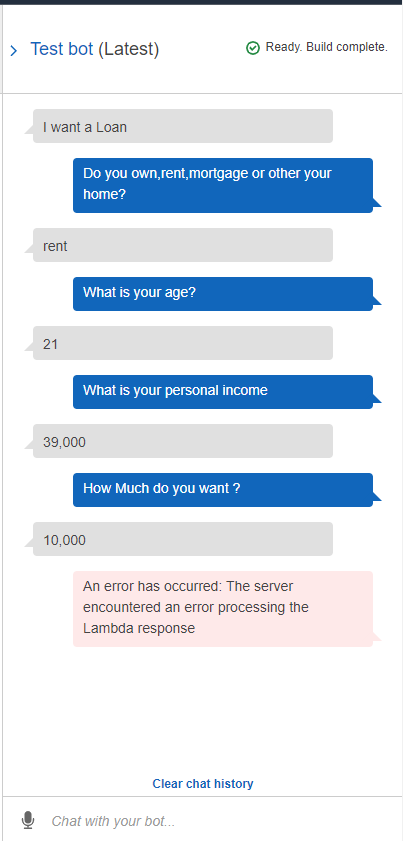 Test bot (Latest)
Ready. Build complete.
I want a Loan
Do you own,rent,mortgage or other your
home?
rent
What is your age?
21
What is your personal income
39,000
How Much do you want ?
10,000
An error has occurred: The server
encountered an error processing the
Lambda response
Clear chat history
Chat with your bot...